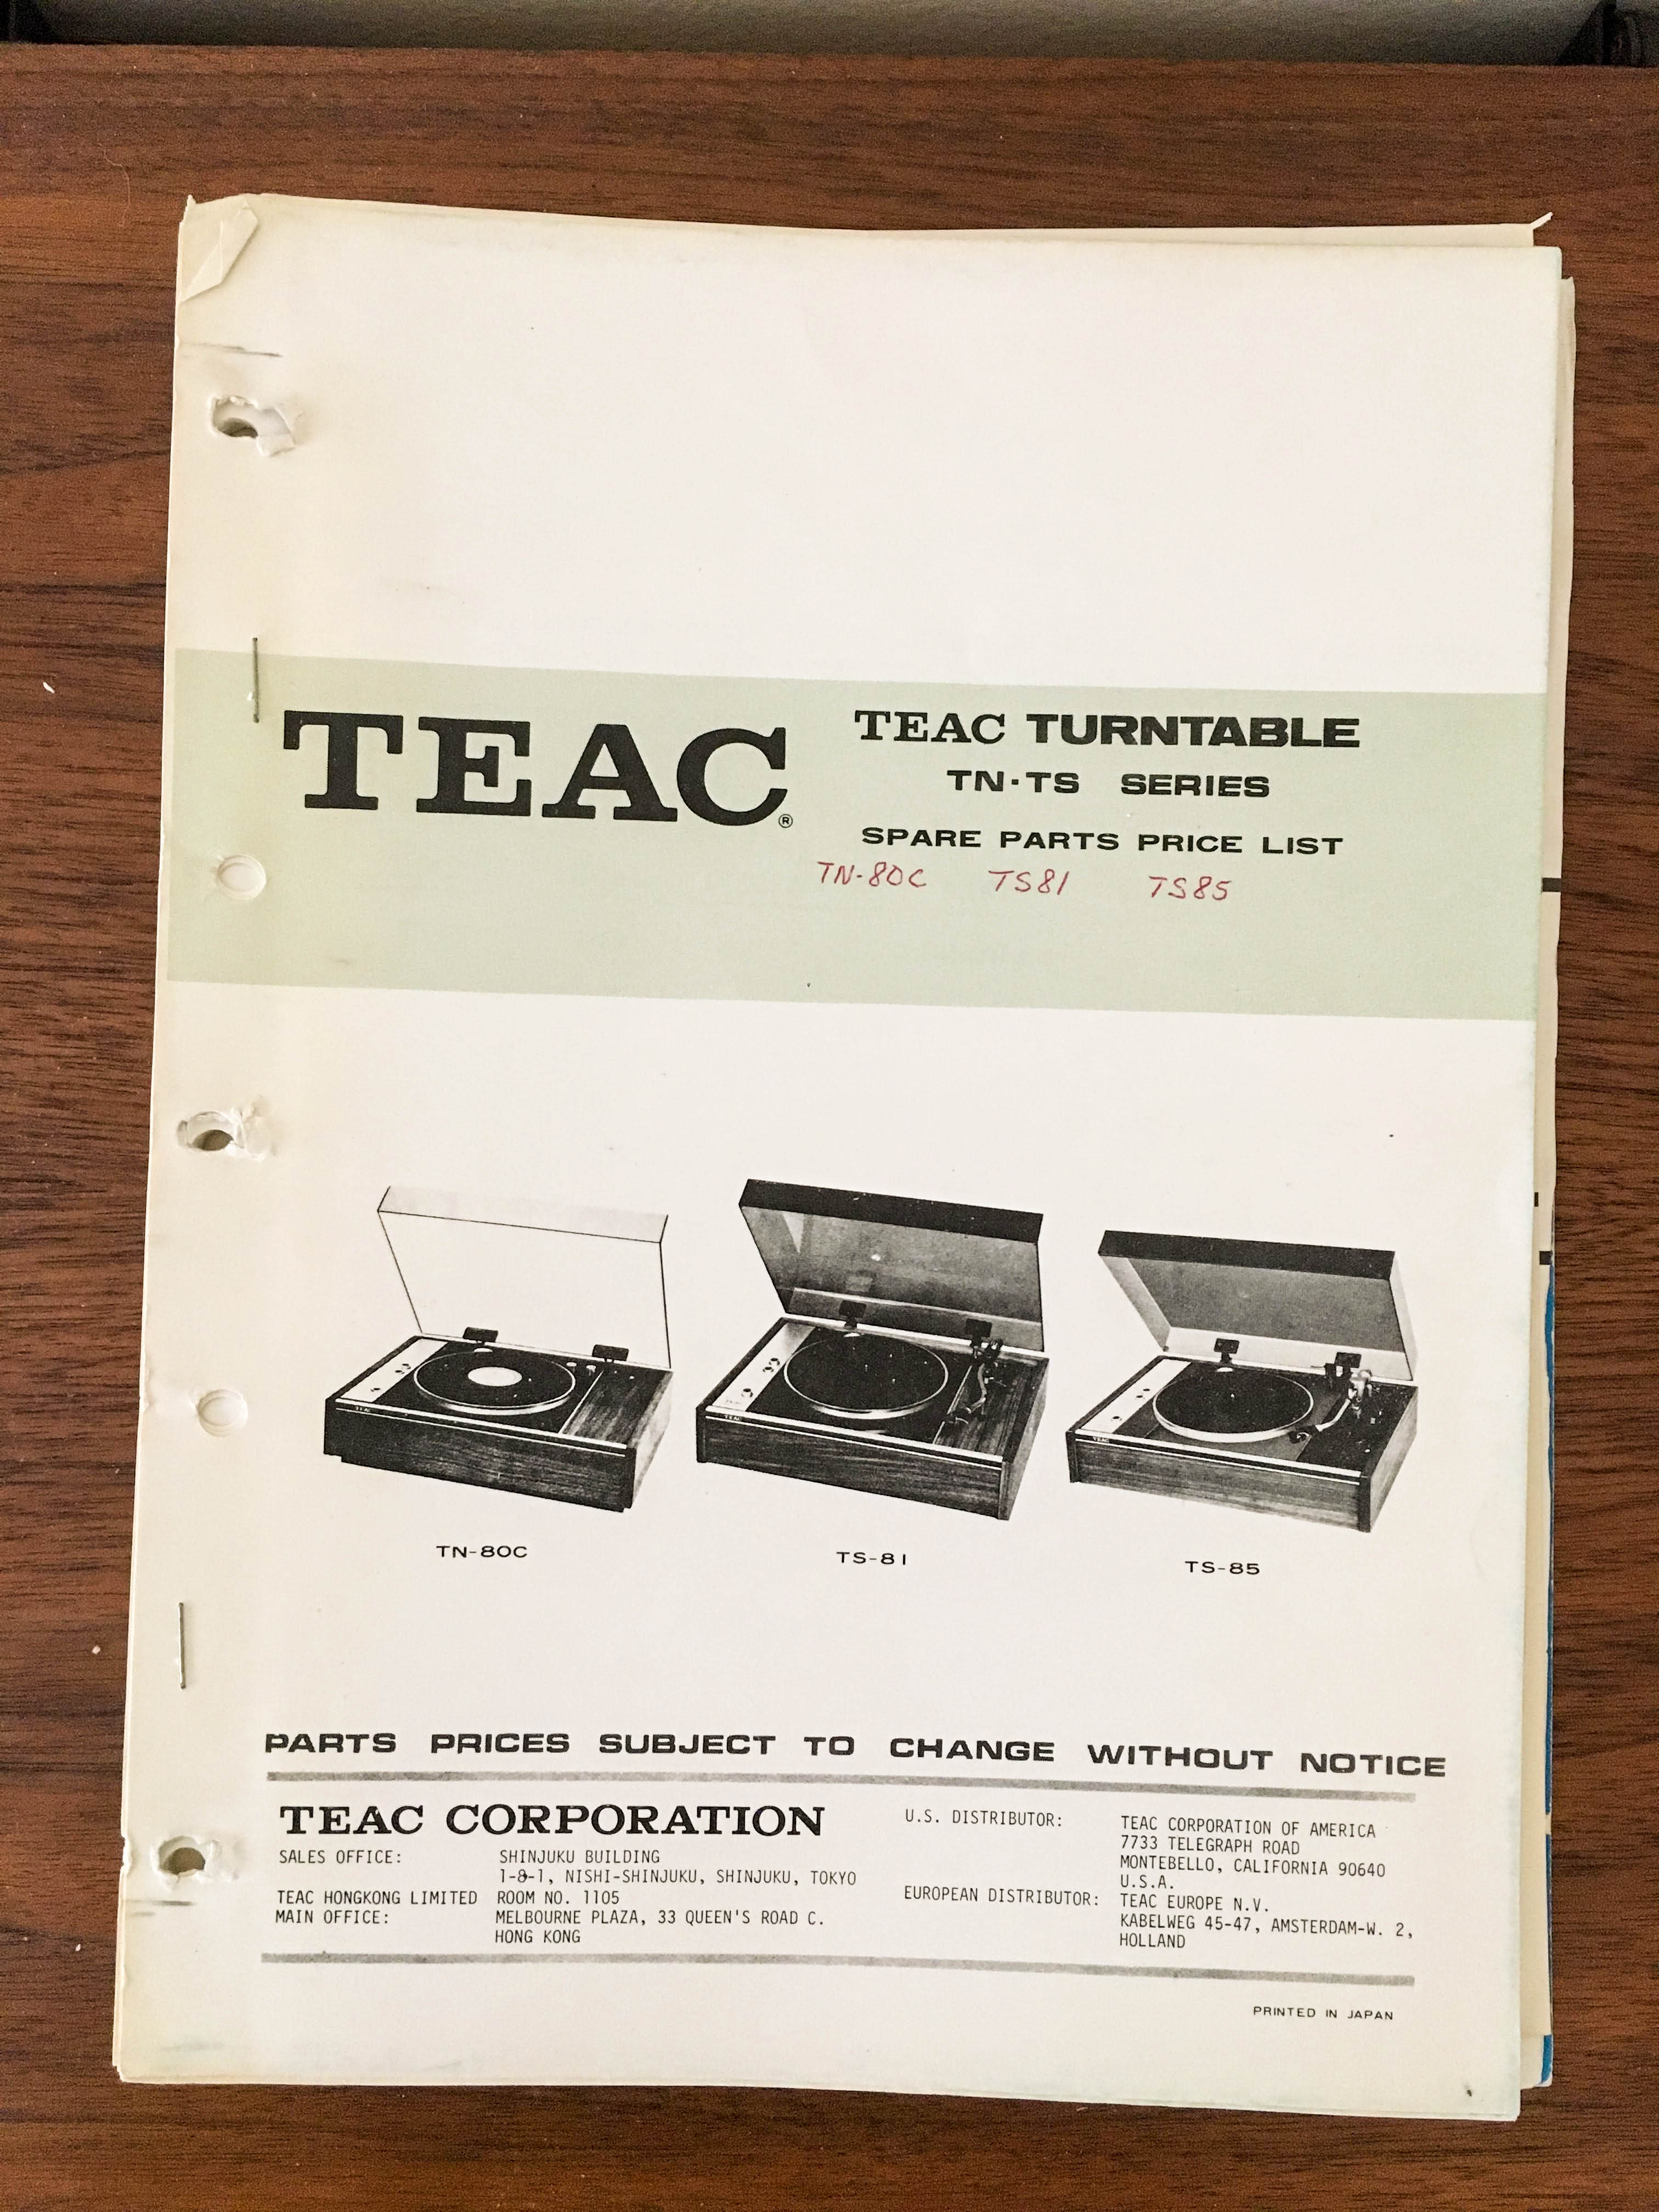 TEAC®
TEAC TURNTABLE
TN·TS SERIES
SPARE PARTS PRICE LIST
TN-80C TS81 TS85
TEAC
TEAC
TEAC
TN-80C
TS-81
TS-85
PARTS PRICES SUBJECT TO CHANGE WITHOUT NOTICE
TEAC CORPORATION
SALES OFFICE: SHINJUKU BUILDING
1-8-1, NISHI-SHINJUKU, SHINJUKU, TOKYO
TEAC HONGKONG LIMITED ROOM NO. 1105
MAIN OFFICE: MELBOURNE PLAZA, 33 QUEEN'S ROAD C.
HONG KONG
U.S. DISTRIBUTOR: TEAC CORPORATION OF AMERICA
7733 TELEGRAPH ROAD
MONTEBELLO, CALIFORNIA 90640
U.S.A.
EUROPEAN DISTRIBUTOR: TEAC EUROPE N.V.
KABELWEG 45-47, AMSTERDAM-W. 2,
HOLLAND
PRINTED IN JAPAN